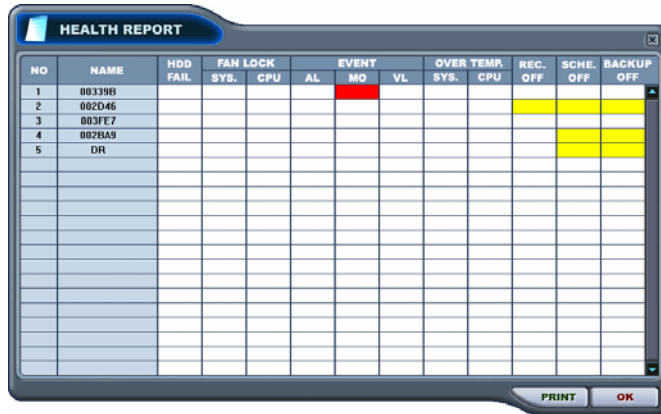 HEALTH REPORT
NO NAME HDD FAIL FAN LOCK EVENT OVER TEMP. REC. OFF SCHE. OFF BACKUP OFF
SYS. CPU AL MO VL SYS. CPU
1 00339B
2 002D46
3 003FE7
4 002BA9
5 DR
PRINT OK